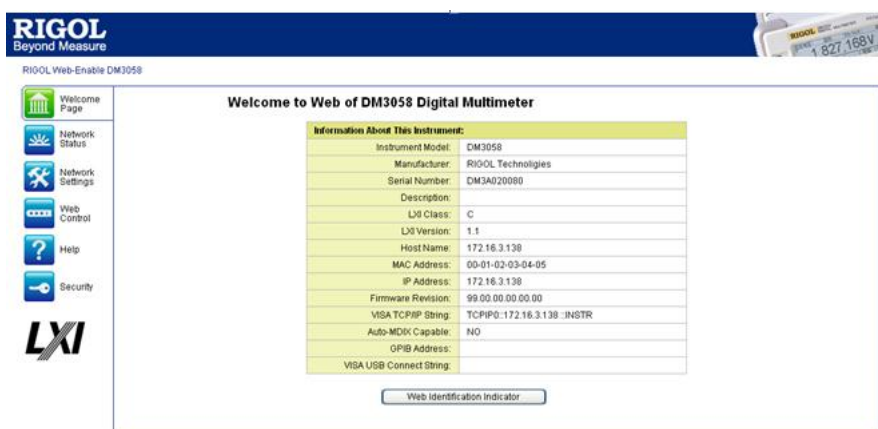 RIGOL
Beyond Measure
RIGOL
1 827,168V
RIGOL Web-Enable DM3058
Welcome Page
Network Status
Network Settings
Web Control
Help
Security
LXI
Welcome to Web of DM3058 Digital Multimeter
Information About This Instrument:
Instrument Model: DM3058
Manufacturer: RIGOL Technoligies
Serial Number: DM3A020080
Description:
LXI Class: C
LXI Version: 1.1
Host Name: 172.16.3.138
MAC Address: 00-01-02-03-04-05
IP Address: 172.16.3.138
Firmware Revision: 99.00.00.00.00.00
VISA TCP/IP String: TCPIP0::172.16.3.138::INSTR
Auto-MDIX Capable: NO
GPIB Address:
VISA USB Connect String:
Web Identification Indicator